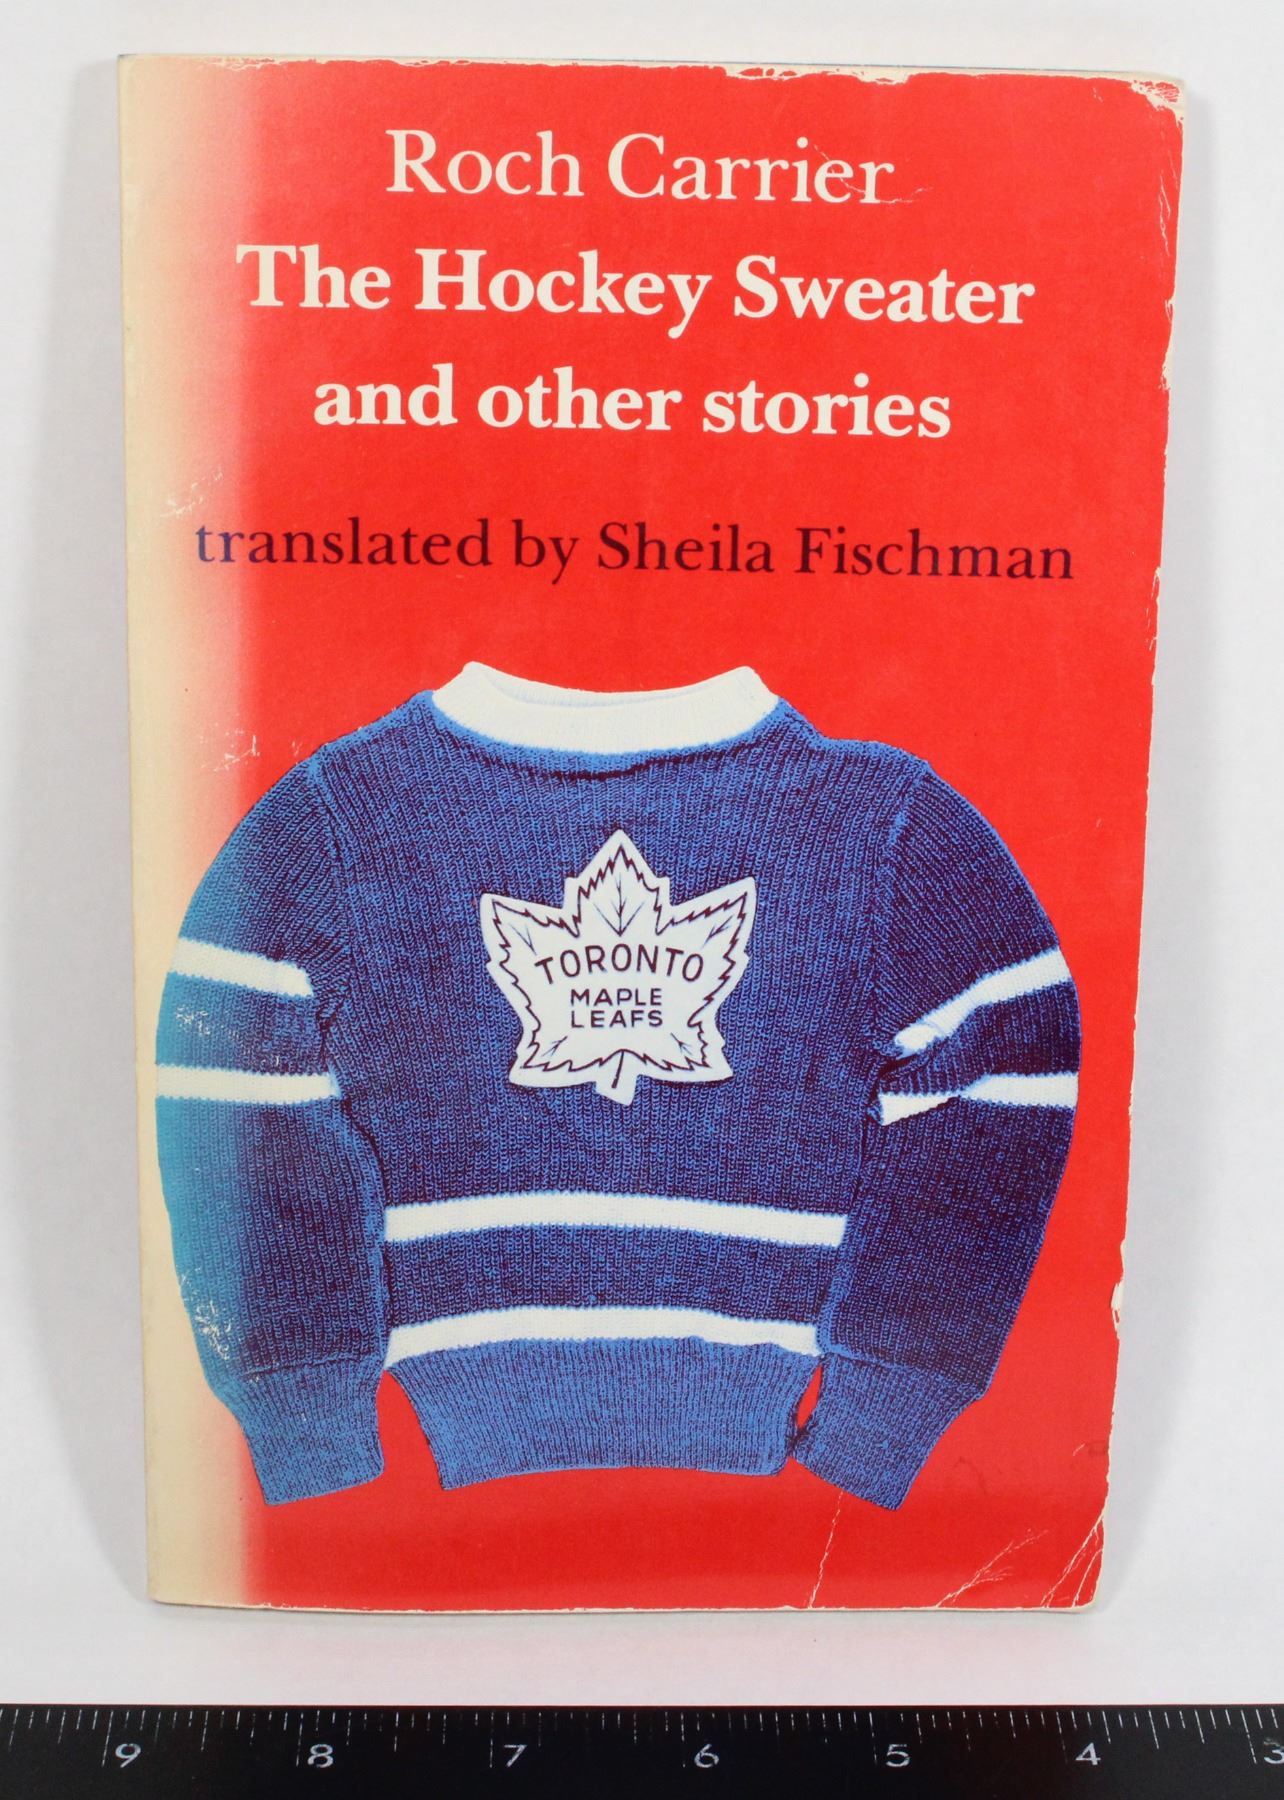 Roch Carrier
The Hockey Sweater
and other stories
translated by Sheila Fischman
TORONTO
MAPLE
LEAFS
9 8 7 6 5 4 3